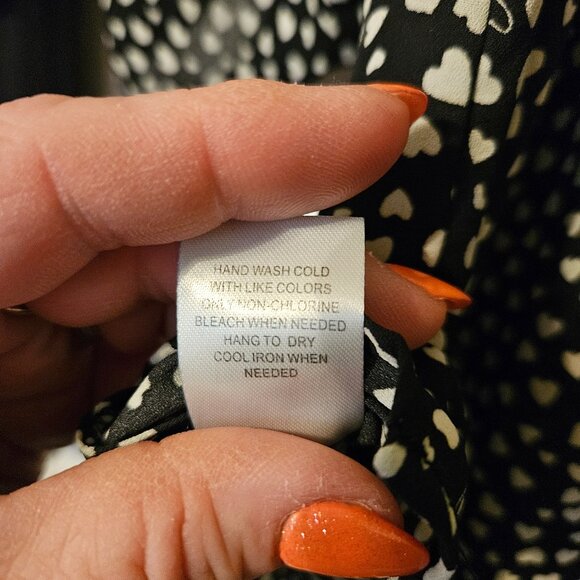 HAND WASH COLD
WITH LIKE COLORS
ONLY NON-CHLORINE
BLEACH WHEN NEEDED
HANG TO DRY
COOL IRON WHEN
NEEDED